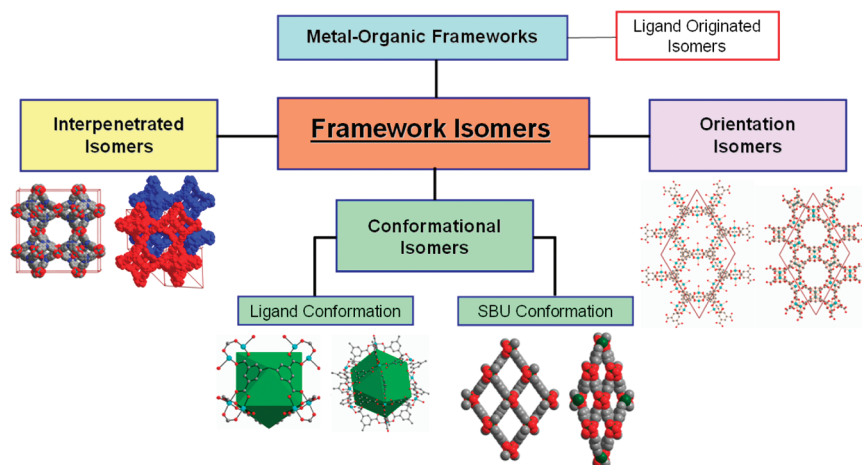 Metal-Organic Frameworks
Ligand Originated
Isomers
Interpenetrated
Isomers
Framework Isomers
Orientation
Isomers
Conformational
Isomers
Ligand Conformation
SBU Conformation